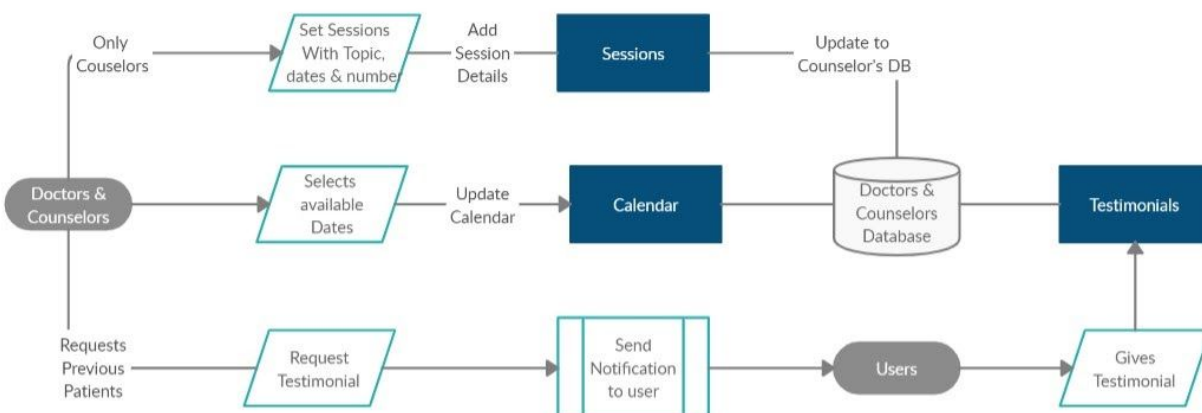 Only
Couselors
Set Sessions
With Topic,
dates & number
Add
Session
Details
Sessions
Update to
Counselor's DB
Doctors &
Counselors
Selects
available
Dates
Update
Calendar
Calendar
Doctors &
Counselors
Database
Testimonials
Requests
Previous
Patients
Request
Testimonial
Send
Notification
to user
Users
Gives
Testimonial